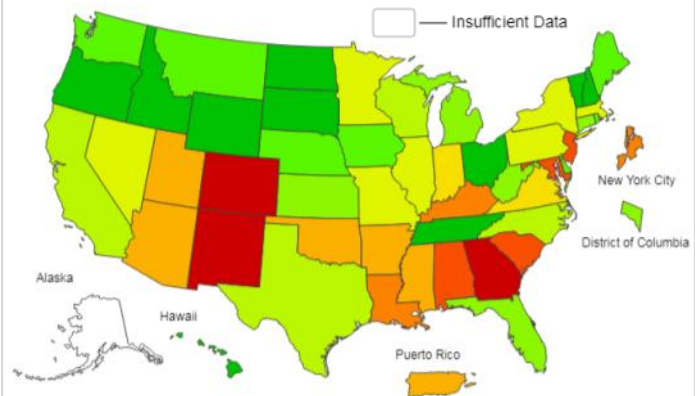 Insufficient Data
New York City
District of Columbia
Alaska
Hawaii
Puerto Rico